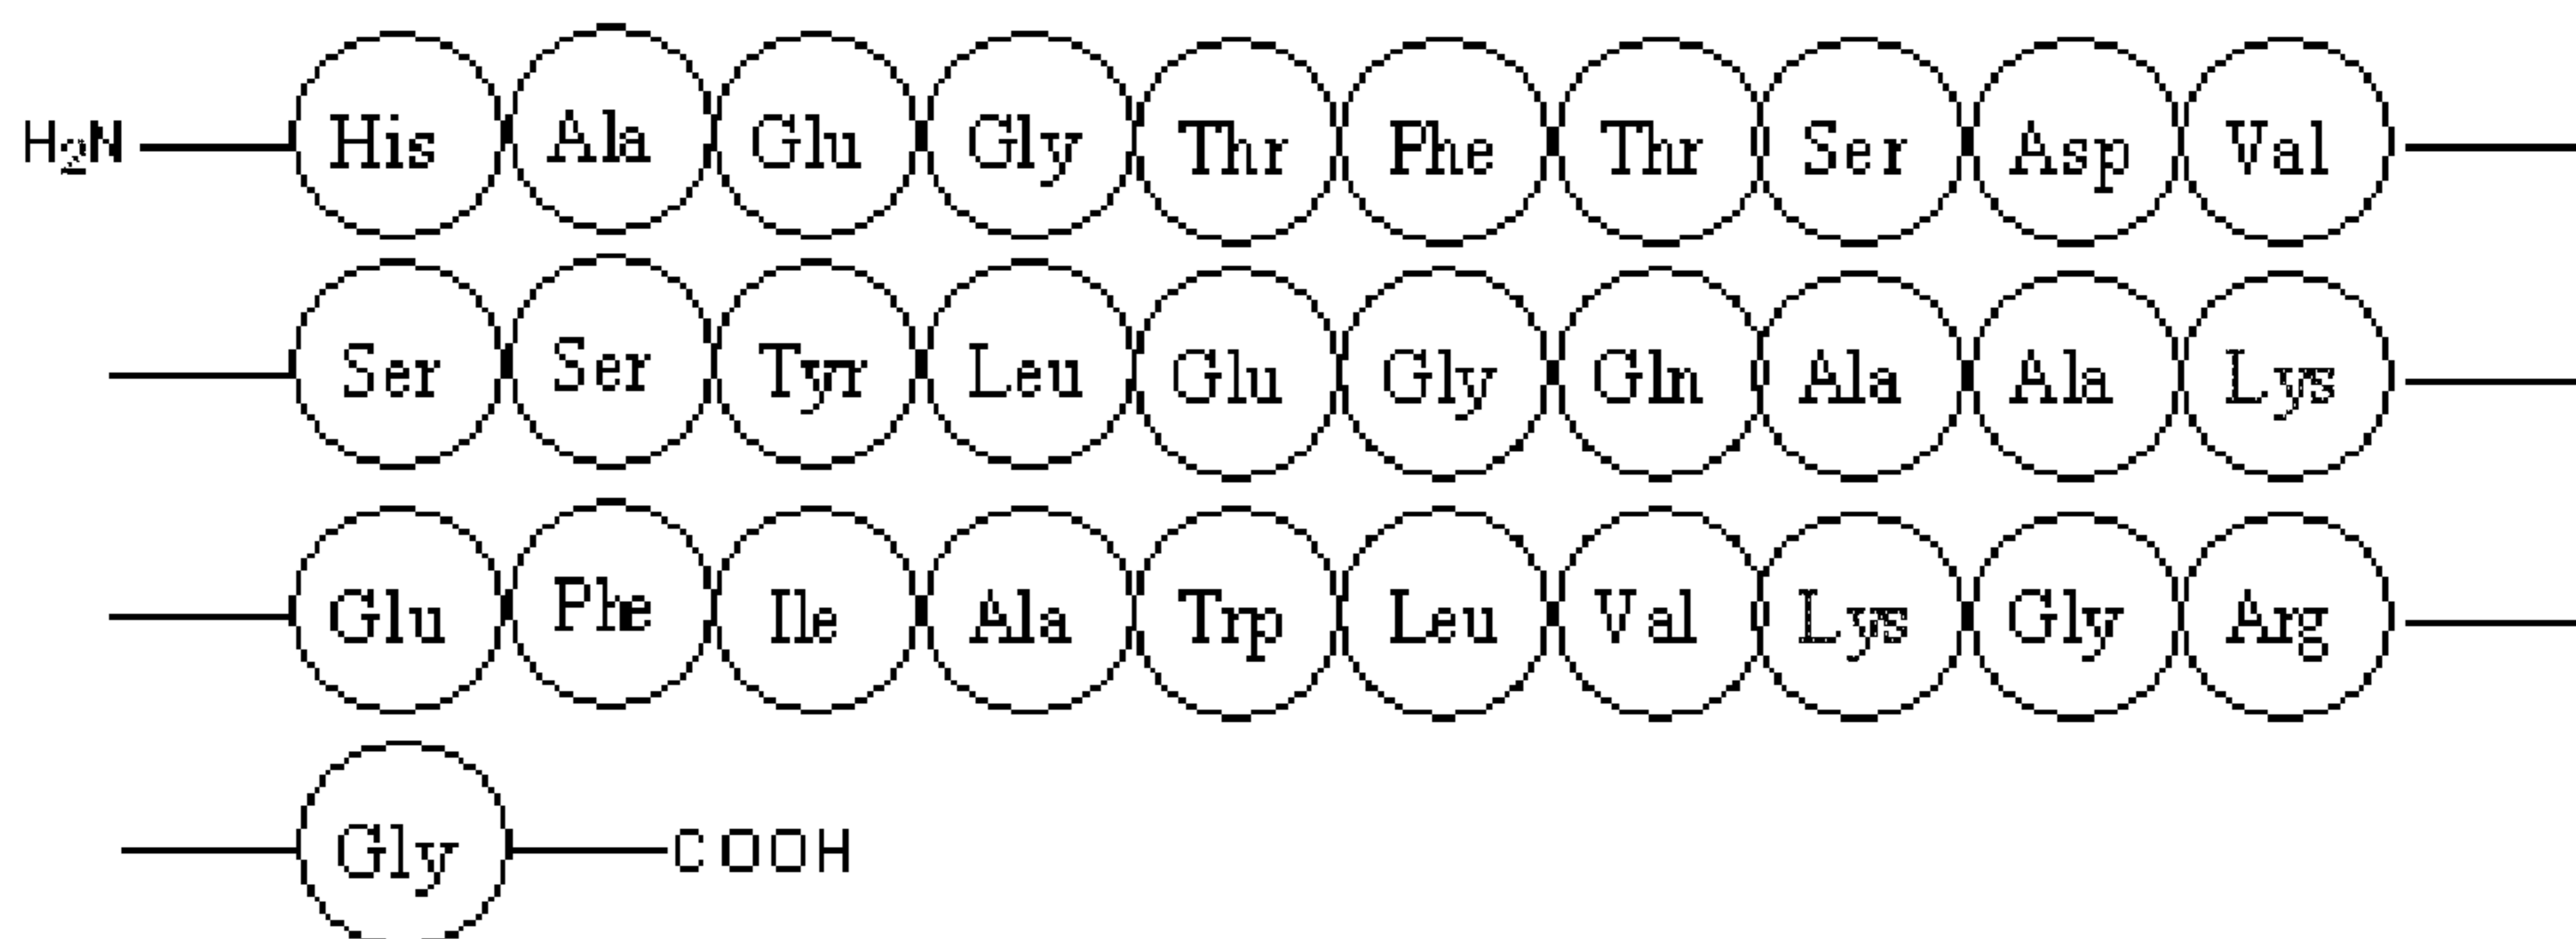 H2N His Ala Glu Gly Thr Phe Thr Ser Asp Val
Ser Ser Tyr Leu Glu Gly Gln Ala Ala Lys
Glu Phe Ile Ala Trp Leu Val Lys Gly Arg
Gly COOH